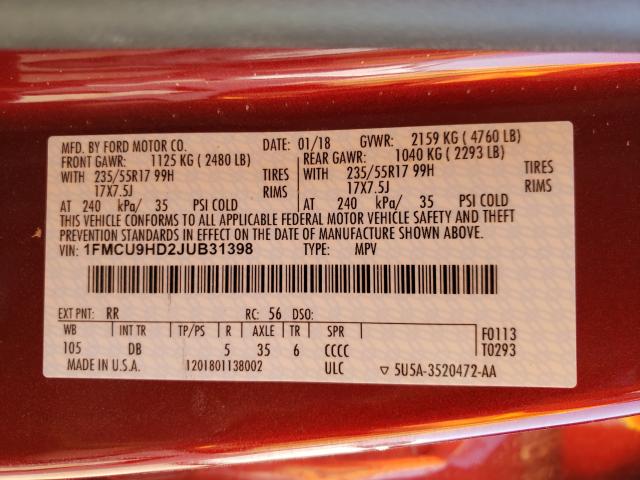 MFD. BY FORD MOTOR CO. DATE: 01/18 GVWR: 2159 KG ( 4760 LB)
FRONT GAWR: 1125 KG ( 2480 LB) REAR GAWR: 1040 KG ( 2293 LB)
WITH 235/55R17 99H TIRES WITH 235/55R17 99H TIRES
17X7.5J RIMS 17X7.5J RIMS
AT 240 kPa/ 35 PSI COLD AT 240 kPa/ 35 PSI COLD
THIS VEHICLE CONFORMS TO ALL APPLICABLE FEDERAL MOTOR VEHICLE SAFETY AND THEFT
PREVENTION STANDARDS IN EFFECT ON THE DATE OF MANUFACTURE SHOWN ABOVE.
VIN: 1FMCU9HD2JUB31398 TYPE: MPV
EXT PNT: RR RC: 56 DSO:
WB INT TR TP/PS R AXLE TR SPR F0113
105 DB 5 35 6 CCCC T0293
MADE IN U.S.A. 1201801138002 ULC ▽ 5U5A-3520472-AA